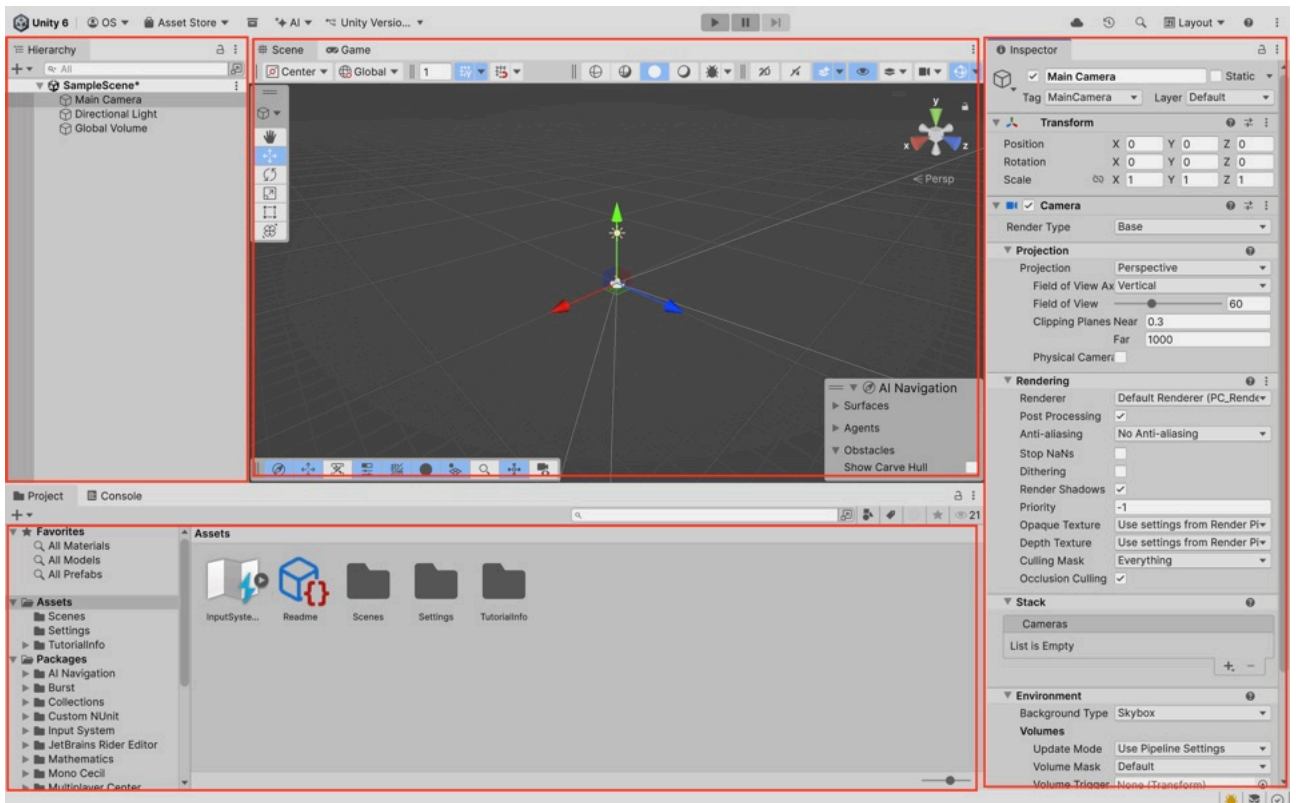 Unity 6 OS Asset Store AI Unity Versio... Layout
Hierarchy
All
SampleScene*
Main Camera
Directional Light
Global Volume
Scene Game
Center Global 1 2D
y
x z
< Persp
AI Navigation
Surfaces
Agents
Obstacles
Show Carve Hull
Inspector
Main Camera Static
Tag MainCamera Layer Default
Transform
Position X 0 Y 0 Z 0
Rotation X 0 Y 0 Z 0
Scale X 1 Y 1 Z 1
Camera
Render Type Base
Projection
Projection Perspective
Field of View Ax Vertical
Field of View 60
Clipping Planes Near 0.3
Far 1000
Physical Camera
Rendering
Renderer Default Renderer (PC_Rende
Post Processing
Anti-aliasing No Anti-aliasing
Stop NaNs
Dithering
Render Shadows
Priority -1
Opaque Texture Use settings from Render Pi
Depth Texture Use settings from Render Pi
Culling Mask Everything
Occlusion Culling
Stack
Cameras
List is Empty
+ -
Environment
Background Type Skybox
Volumes
Update Mode Use Pipeline Settings
Volume Mask Default
Volume Trigger None (Transform)
Project Console
21
Favorites
All Materials
All Models
All Prefabs
Assets
Scenes
Settings
TutorialInfo
Packages
AI Navigation
Burst
Collections
Custom NUnit
Input System
JetBrains Rider Editor
Mathematics
Mono Cecil
Multiplayer Center
Assets
InputSyste... Readme Scenes Settings TutorialInfo